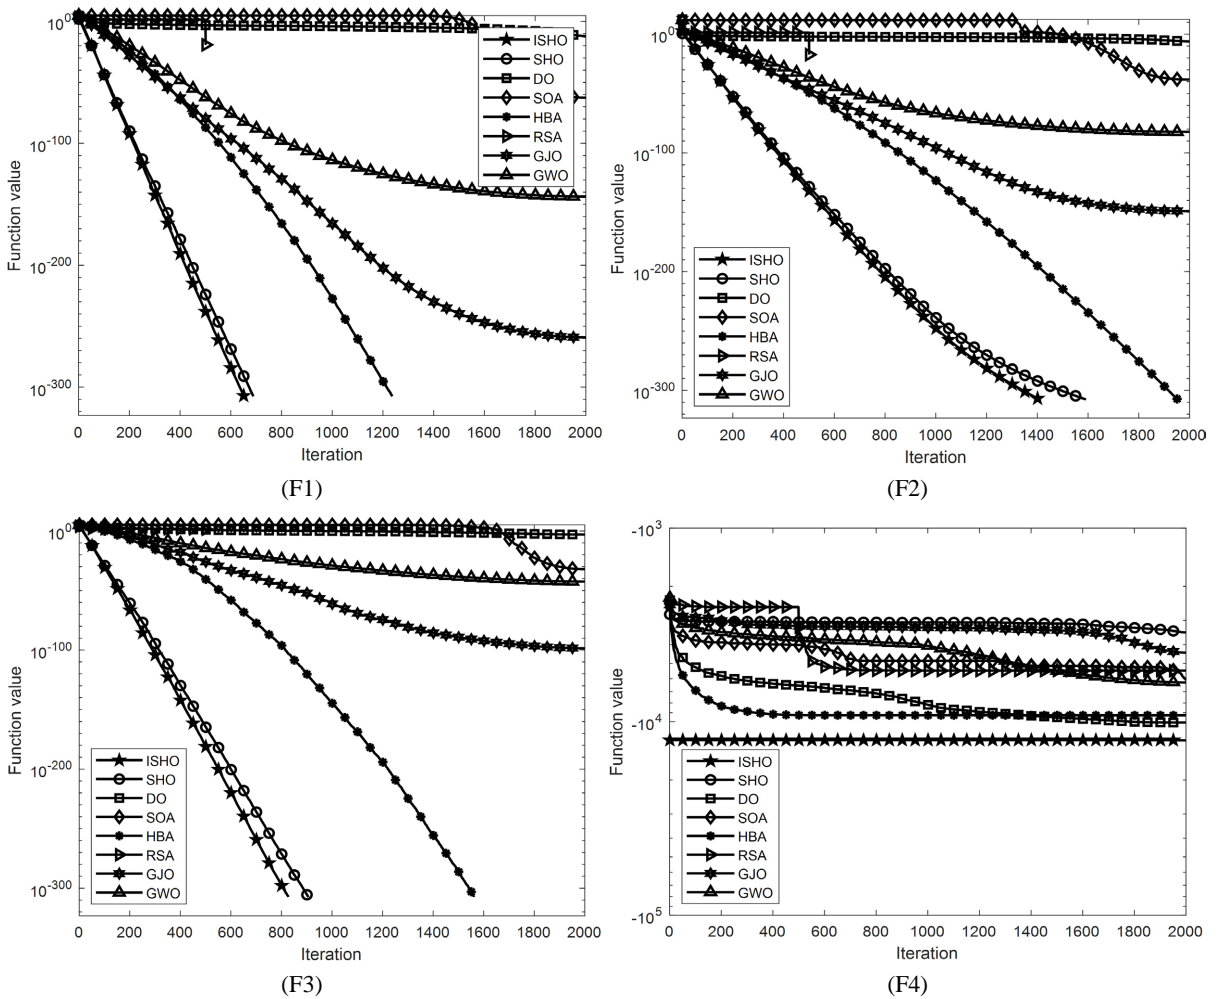 10^0
10^-100
10^-200
10^-300
Function value
0 200 400 600 800 1000 1200 1400 1600 1800 2000
Iteration
ISHO
SHO
DO
SOA
HBA
RSA
GJO
GWO
(F1)
10^0
10^-100
10^-200
10^-300
Function value
0 200 400 600 800 1000 1200 1400 1600 1800 2000
Iteration
ISHO
SHO
DO
SOA
HBA
RSA
GJO
GWO
(F2)
10^0
10^-100
10^-200
10^-300
Function value
0 200 400 600 800 1000 1200 1400 1600 1800 2000
Iteration
ISHO
SHO
DO
SOA
HBA
RSA
GJO
GWO
(F3)
-10^3
-10^4
-10^5
Function value
0 200 400 600 800 1000 1200 1400 1600 1800 2000
Iteration
ISHO
SHO
DO
SOA
HBA
RSA
GJO
GWO
(F4)